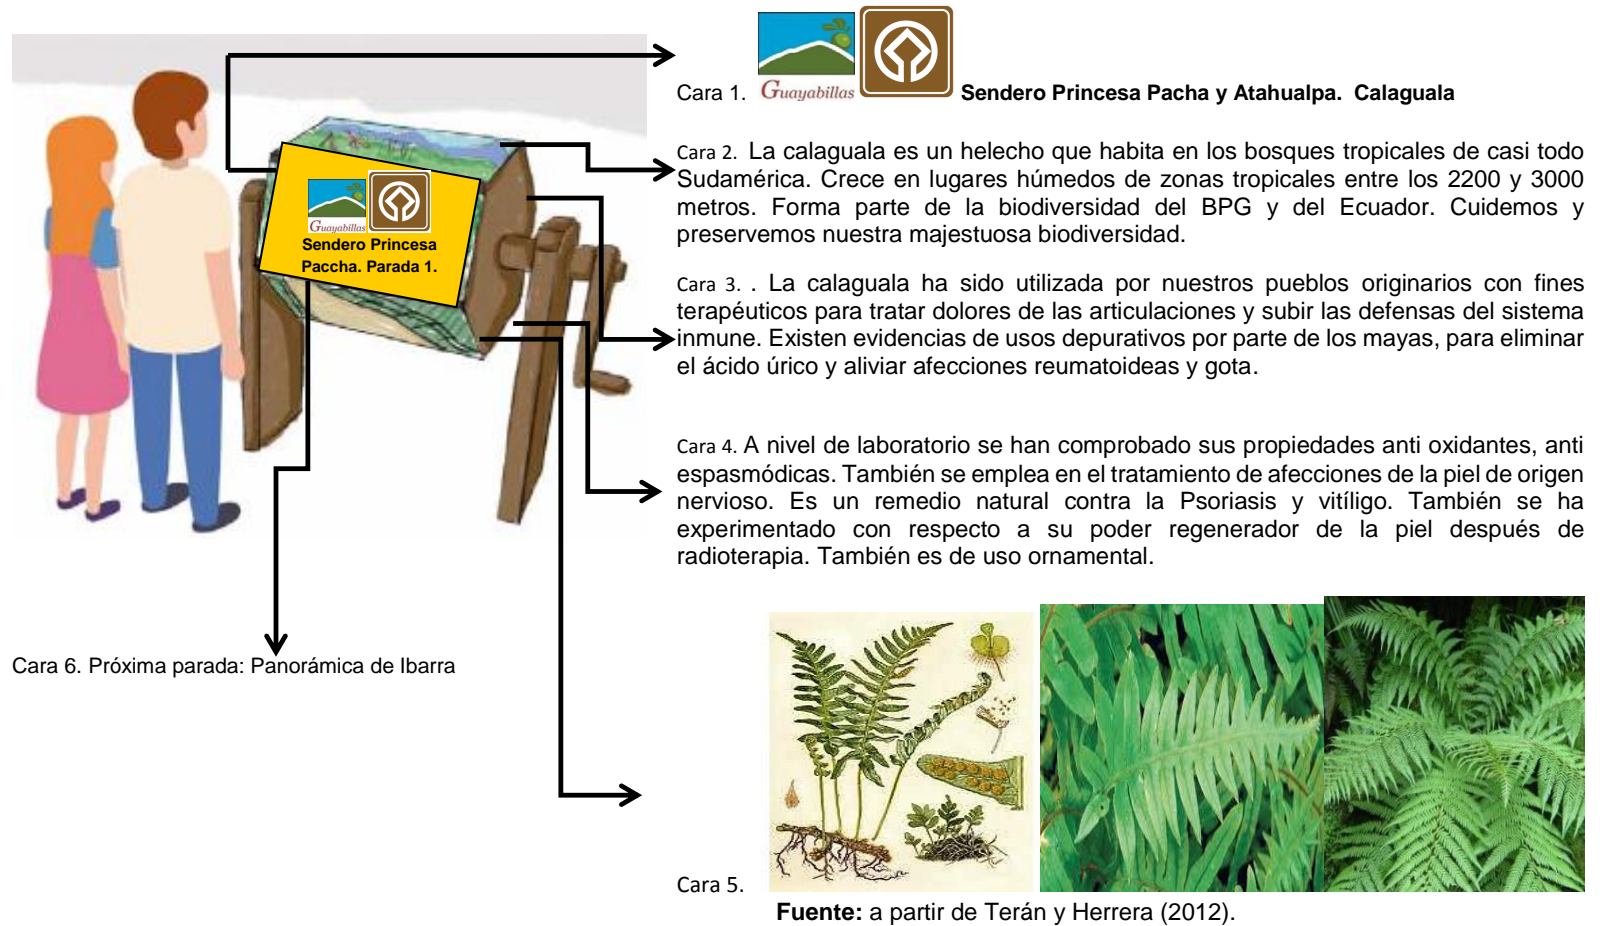 Guayabillas
Cara 1. Sendero Princesa Pacha y Atahualpa. Calaguala
Cara 2. La calaguala es un helecho que habita en los bosques tropicales de casi todo
Sudamérica. Crece en lugares húmedos de zonas tropicales entre los 2200 y 3000
metros. Forma parte de la biodiversidad del BPG y del Ecuador. Cuidemos y
preservemos nuestra majestuosa biodiversidad.
Guayabillas
Sendero Princesa
Paccha. Parada 1.
Cara 3. . La calaguala ha sido utilizada por nuestros pueblos originarios con fines
terapéuticos para tratar dolores de las articulaciones y subir las defensas del sistema
inmune. Existen evidencias de usos depurativos por parte de los mayas, para eliminar
el ácido úrico y aliviar afecciones reumatoideas y gota.
Cara 4. A nivel de laboratorio se han comprobado sus propiedades anti oxidantes, anti
espasmódicas. También se emplea en el tratamiento de afecciones de la piel de origen
nervioso. Es un remedio natural contra la Psoriasis y vitíligo. También se ha
experimentado con respecto a su poder regenerador de la piel después de
radioterapia. También es de uso ornamental.
Cara 6. Próxima parada: Panorámica de Ibarra
Cara 5.
Fuente: a partir de Terán y Herrera (2012).